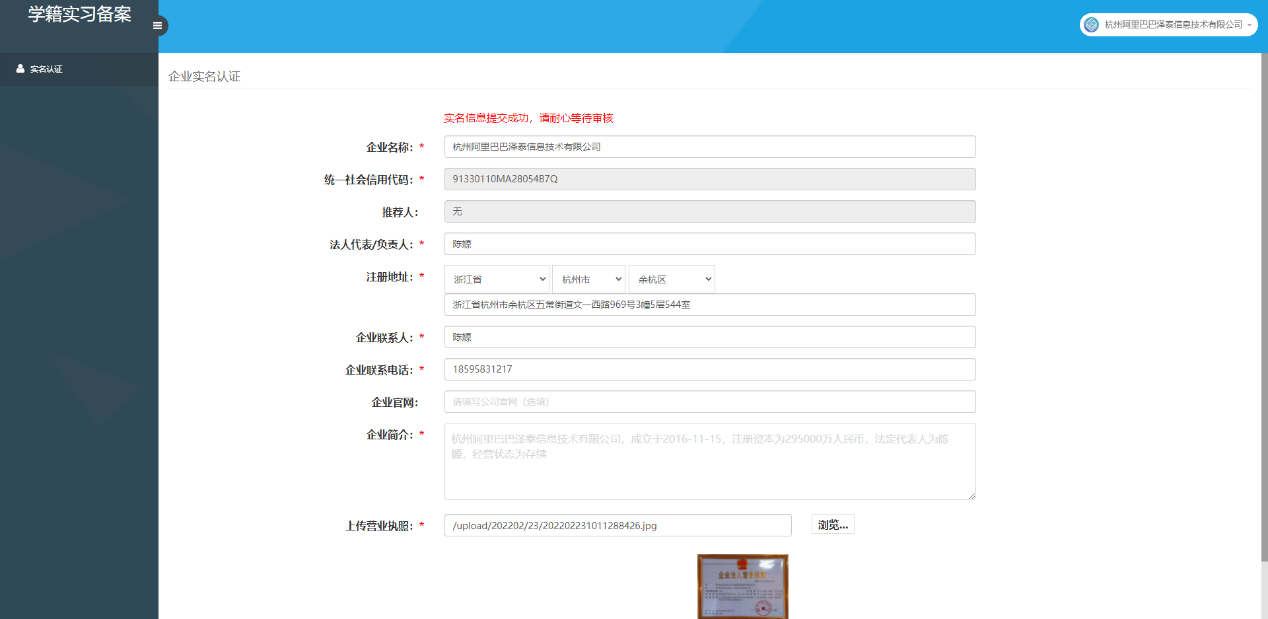 学籍实习备案
杭州阿里巴巴泽泰信息技术有限公司
实名认证
企业实名认证
实名信息提交成功，请耐心等待审核
企业名称： * 杭州阿里巴巴泽泰信息技术有限公司
统一社会信用代码： * 91330110MA28054B7Q
推荐人： 无
法人代表/负责人： * 陈嫄
注册地址： * 浙江省 杭州市 余杭区
浙江省杭州市余杭区五常街道文一西路969号3幢5层544室
企业联系人： * 陈嫄
企业联系电话： * 18595831217
企业官网： 请填写公司官网（选填）
企业简介： * 杭州阿里巴巴泽泰信息技术有限公司，成立于2016-11-15，注册资本为295000万人民币，法定代表人为陈
嫄，经营状态为存续
上传营业执照： * /upload/202202/23/202202231011288426.jpg 浏览...
企业法人营业执照